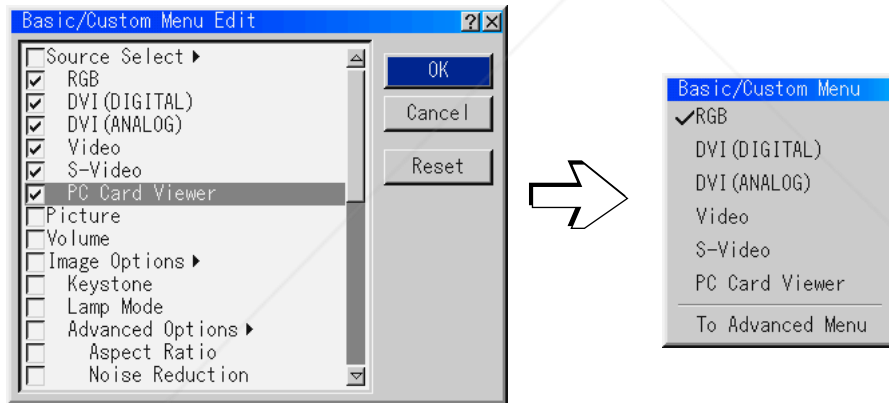 Basic/Custom Menu Edit
Source Select
RGB
DVI(DIGITAL)
DVI(ANALOG)
Video
S-Video
PC Card Viewer
Picture
Volume
Image Options
Keystone
Lamp Mode
Advanced Options
Aspect Ratio
Noise Reduction
OK
Cancel
Reset
Basic/Custom Menu
RGB
DVI(DIGITAL)
DVI(ANALOG)
Video
S-Video
PC Card Viewer
To Advanced Menu